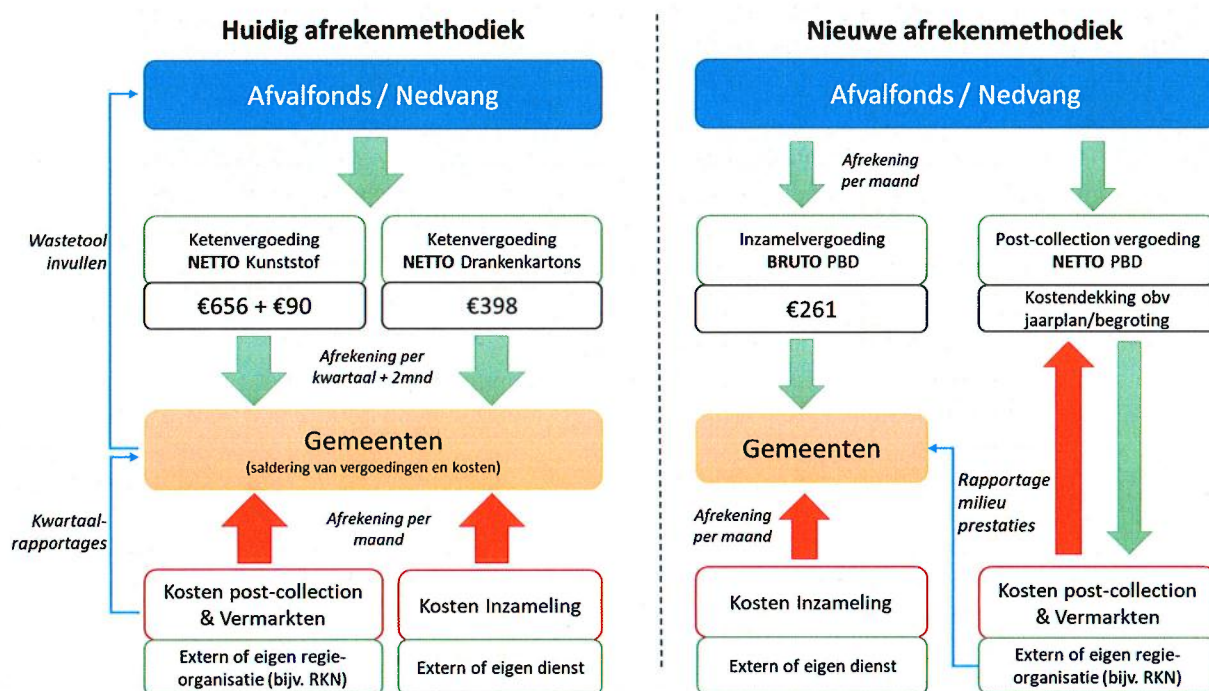 Huidig afrekenmethodiek
Afvalfonds / Nedvang
Wastetool
invullen
Ketenvergoeding
NETTO Kunststof
€656 + €90
Ketenvergoeding
NETTO Drankenkartons
€398
Afrekening per
kwartaal + 2mnd
Gemeenten
(saldering van vergoedingen en kosten)
Kwartaal-
rapportages
Afrekening per
maand
Kosten post-collection
& Vermarkten
Extern of eigen regie-
organisatie (bijv. RKN)
Kosten Inzameling
Extern of eigen dienst
Nieuwe afrekenmethodiek
Afvalfonds / Nedvang
Afrekening
per maand
Inzamelvergoeding
BRUTO PBD
€261
Post-collection vergoeding
NETTO PBD
Kostendekking obv
jaarplan/begroting
Gemeenten
Afrekening
per maand
Rapportage
milieu
prestaties
Kosten Inzameling
Extern of eigen dienst
Kosten post-collection
& Vermarkten
Extern of eigen regie-
organisatie (bijv. RKN)